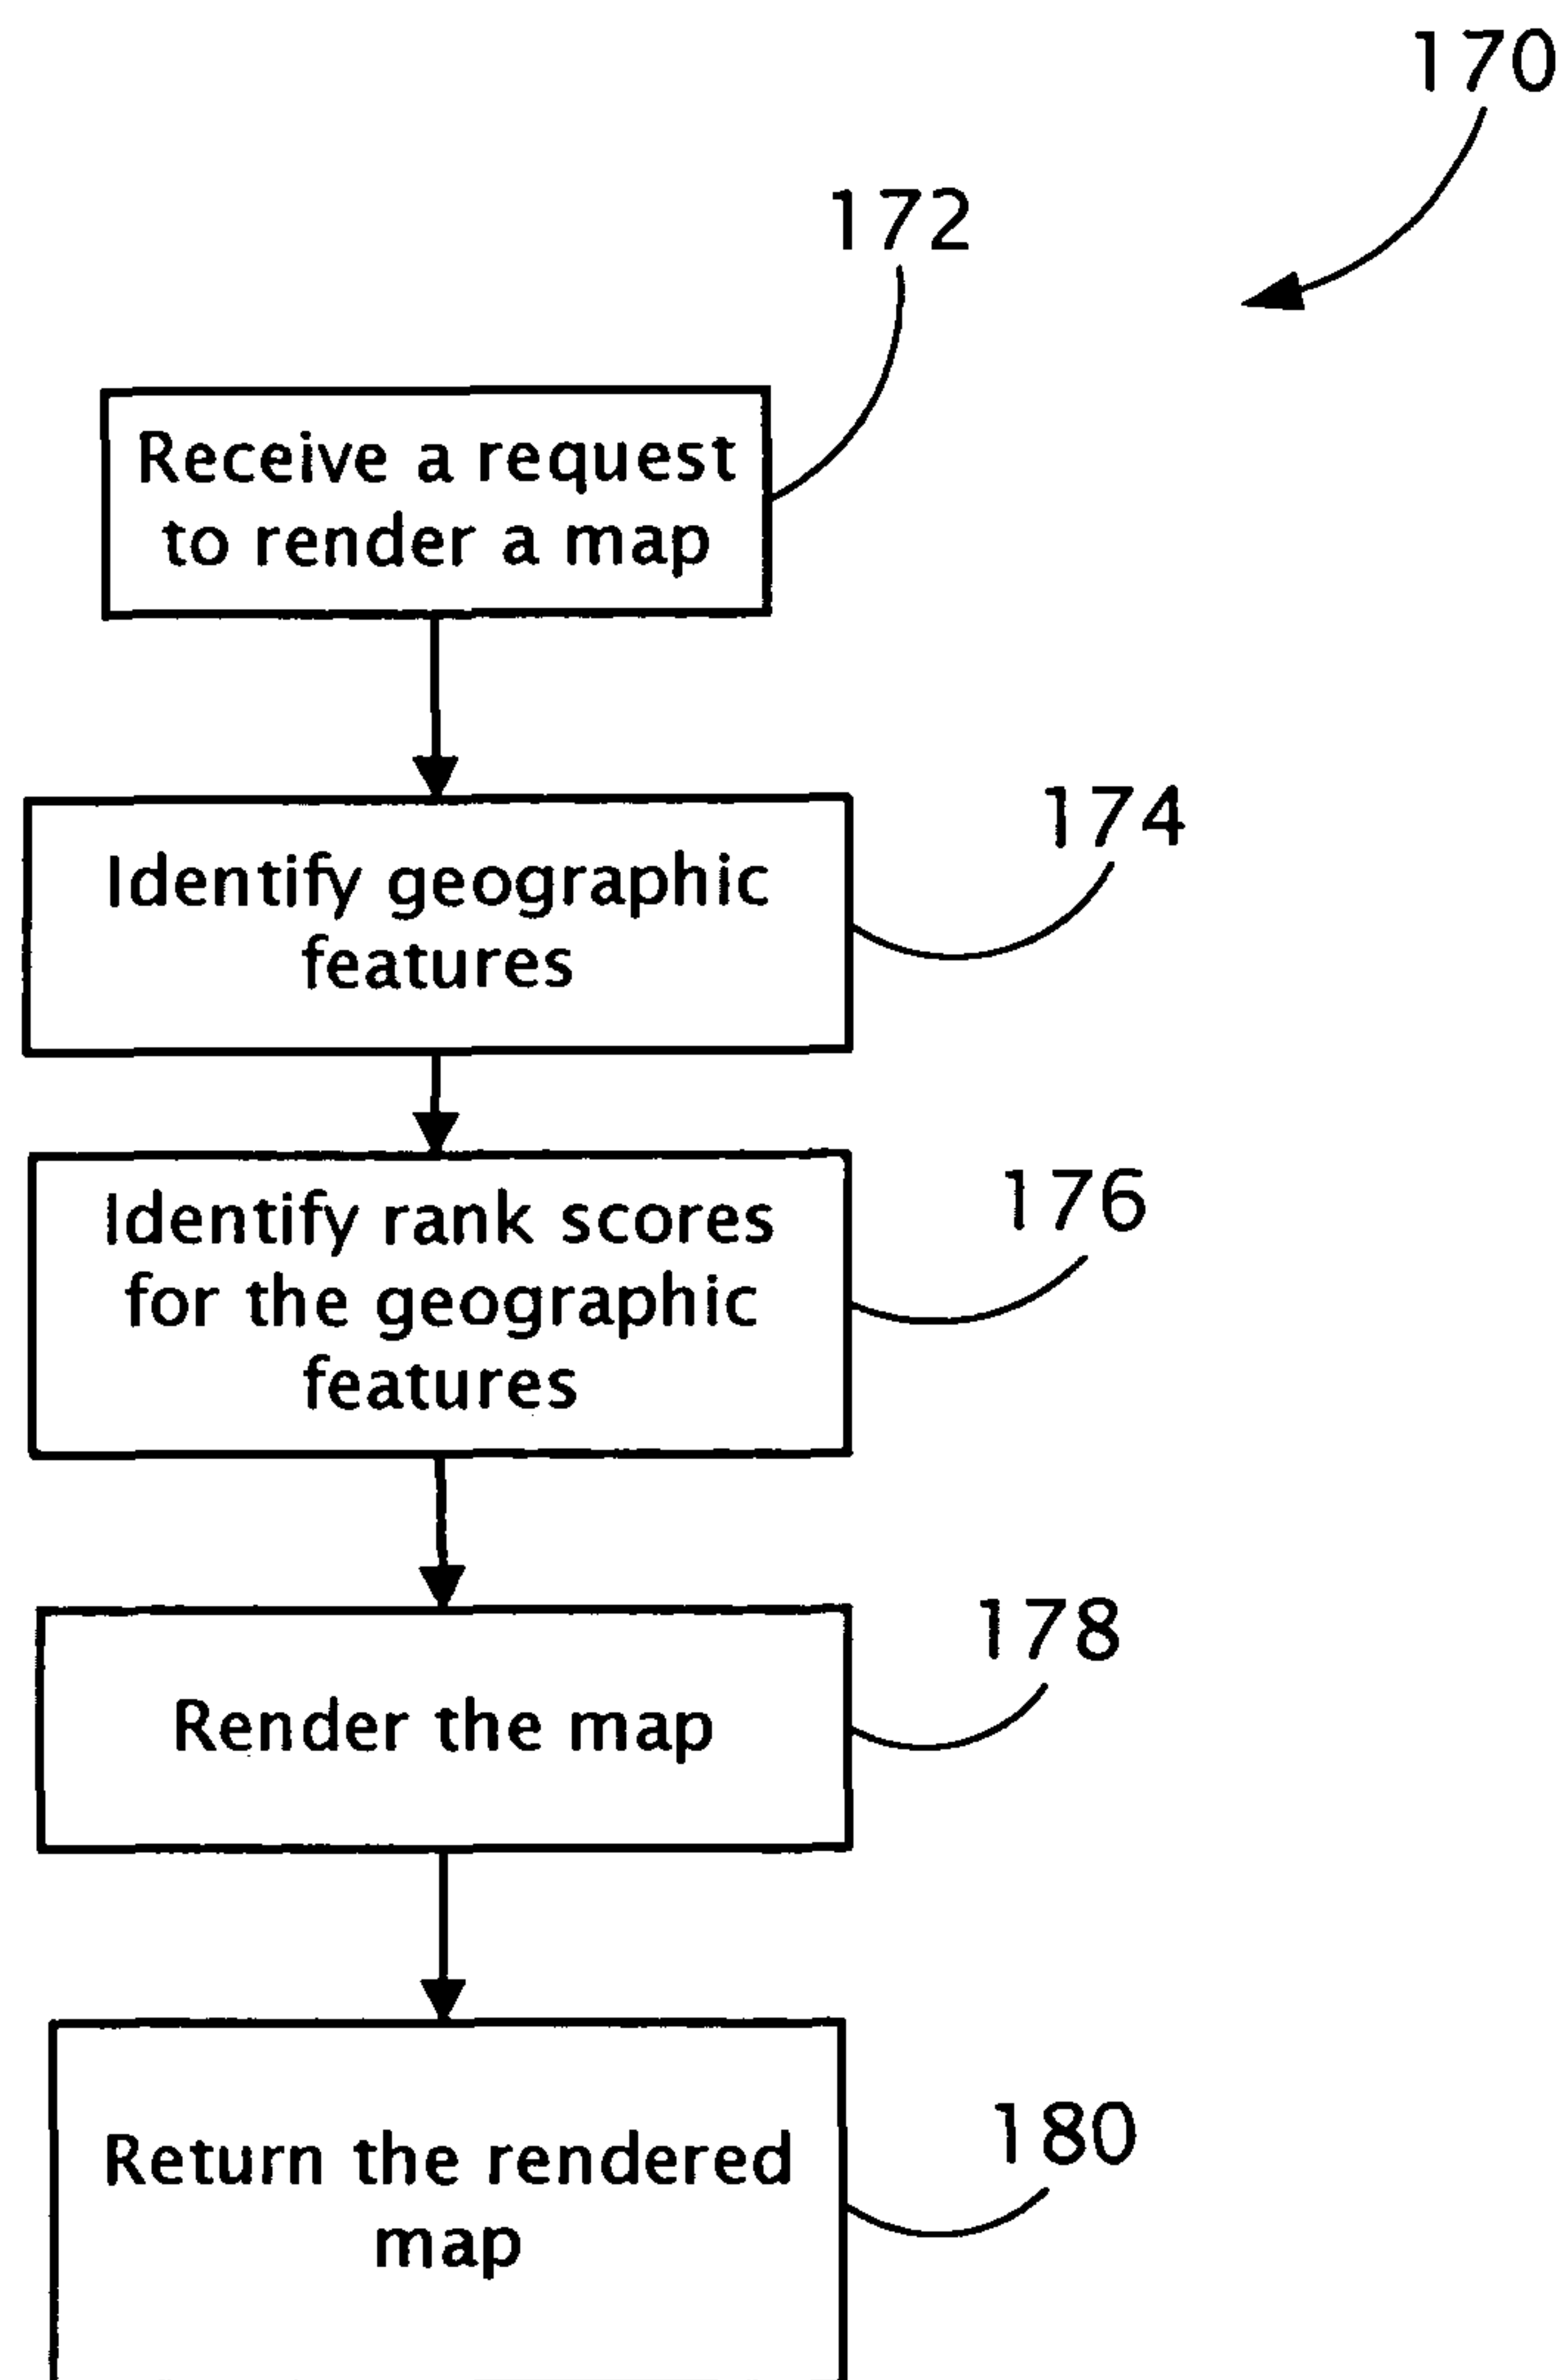 170
172
Receive a request
to render a map
174
Identify geographic
features
176
Identify rank scores
for the geographic
features
178
Render the map
180
Return the rendered
map